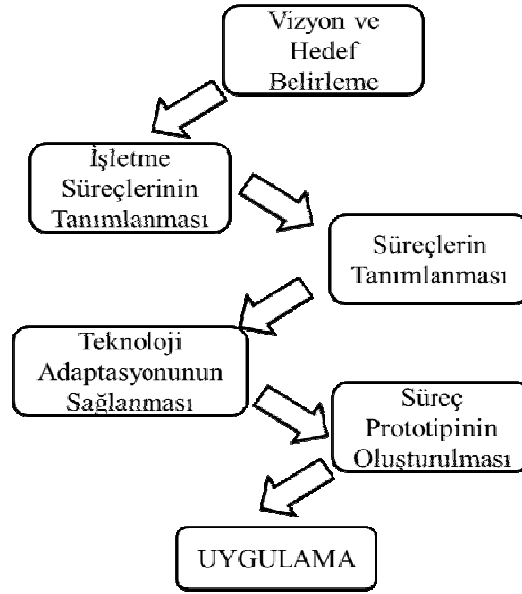 Vizyon ve
Hedef
Belirleme
İşletme
Süreçlerinin
Tanımlanması
Süreçlerin
Tanımlanması
Teknoloji
Adaptasyonunun
Sağlanması
Süreç
Prototipinin
Oluşturulması
UYGULAMA